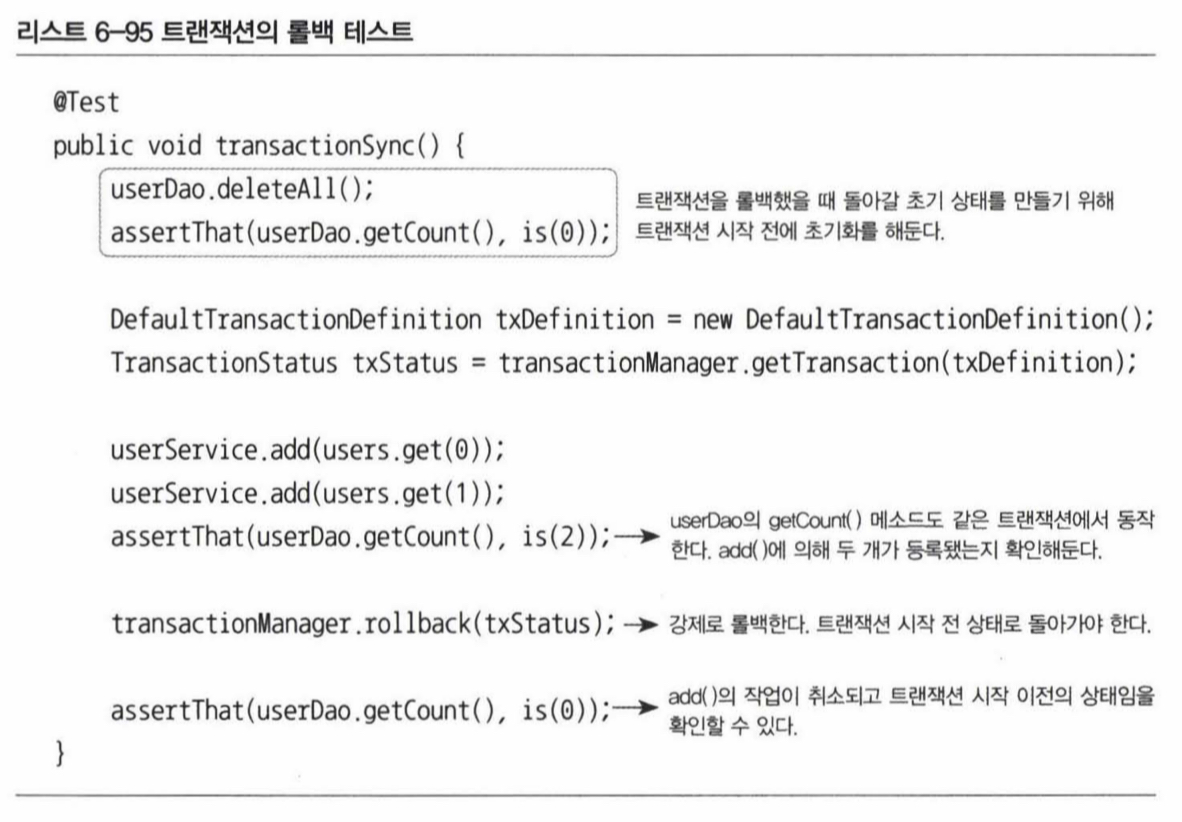 리스트 6-95 트랜잭션의 롤백 테스트
@Test
public void transactionSync() {
userDao.deleteAll();
assertThat(userDao.getCount(), is(0));
트랜잭션을 롤백했을 때 돌아갈 초기 상태를 만들기 위해
트랜잭션 시작 전에 초기화를 해둔다.
DefaultTransactionDefinition txDefinition = new DefaultTransactionDefinition();
TransactionStatus txStatus = transactionManager.getTransaction(txDefinition);
userService.add(users.get(0));
userService.add(users.get(1));
assertThat(userDao.getCount(), is(2));
userDao의 getCount() 메소드도 같은 트랜잭션에서 동작
한다. add()에 의해 두 개가 등록됐는지 확인해둔다.
transactionManager.rollback(txStatus);
강제로 롤백한다. 트랜잭션 시작 전 상태로 돌아가야 한다.
assertThat(userDao.getCount(), is(0));
add()의 작업이 취소되고 트랜잭션 시작 이전의 상태임을
확인할 수 있다.
}